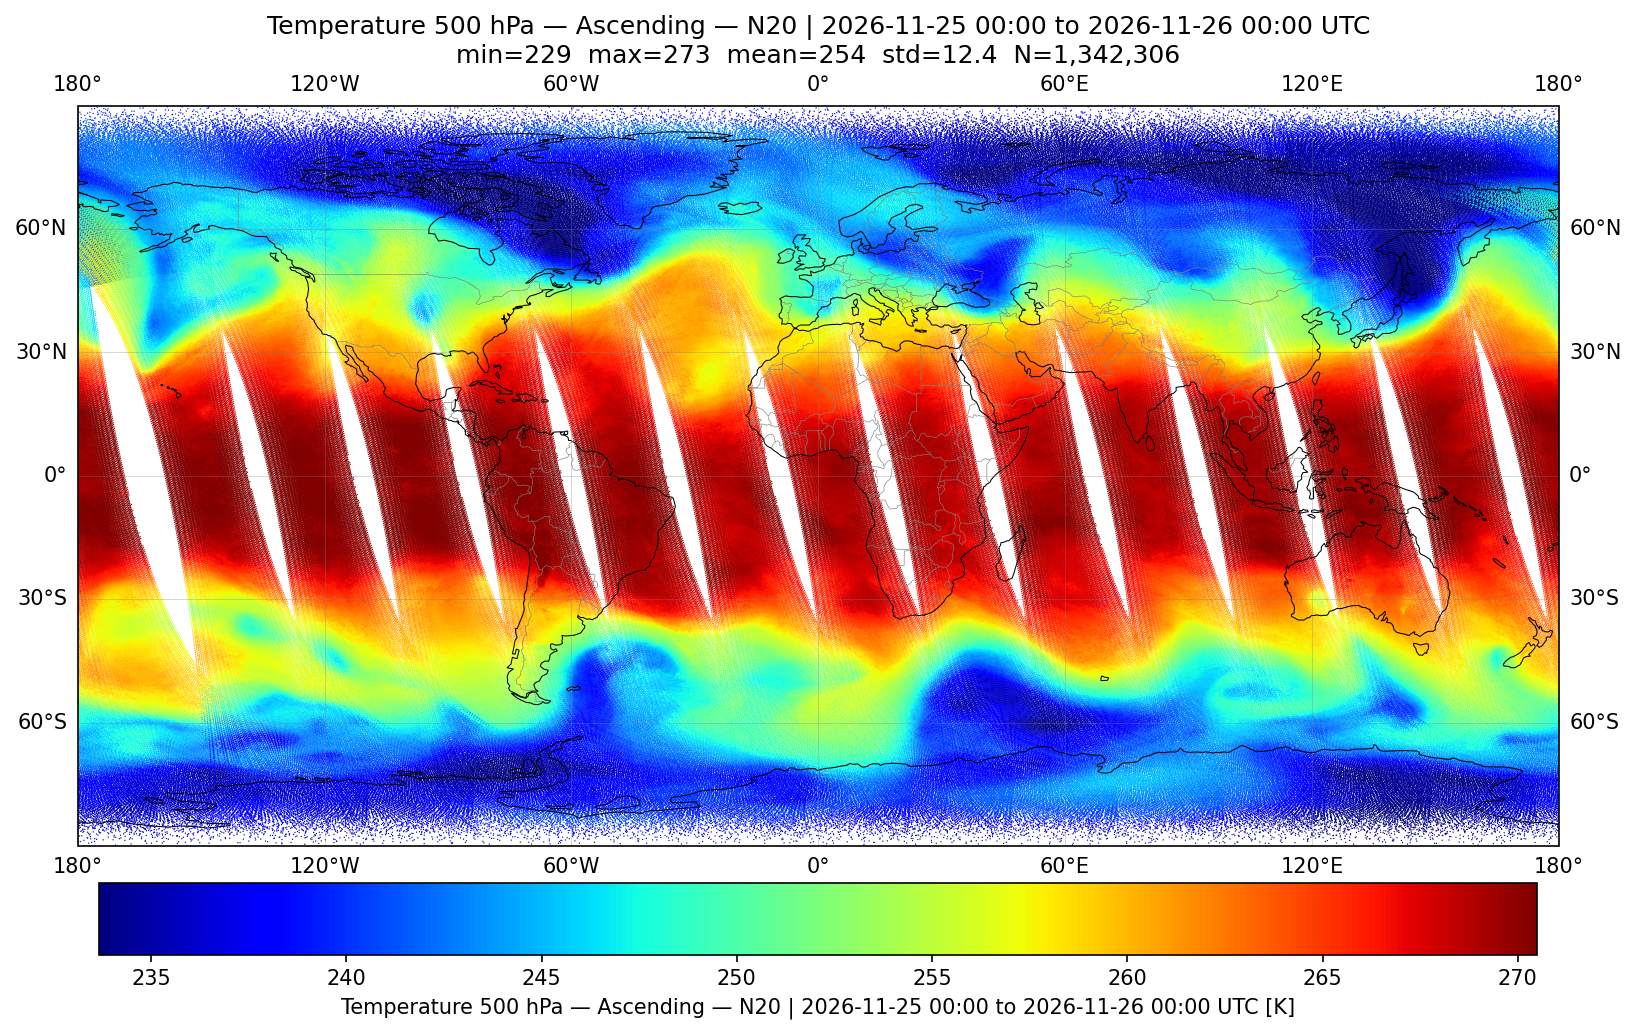 Temperature 500 hPa — Ascending — N20 | 2026-11-25 00:00 to 2026-11-26 00:00 UTC
min=229  max=273  mean=254  std=12.4  N=1,342,306
180° 120°W 60°W 0° 60°E 120°E 180°
60°N 60°N
30°N 30°N
0° 0°
30°S 30°S
60°S 60°S
180° 120°W 60°W 0° 60°E 120°E 180°
235 240 245 250 255 260 265 270
Temperature 500 hPa — Ascending — N20 | 2026-11-25 00:00 to 2026-11-26 00:00 UTC [K]